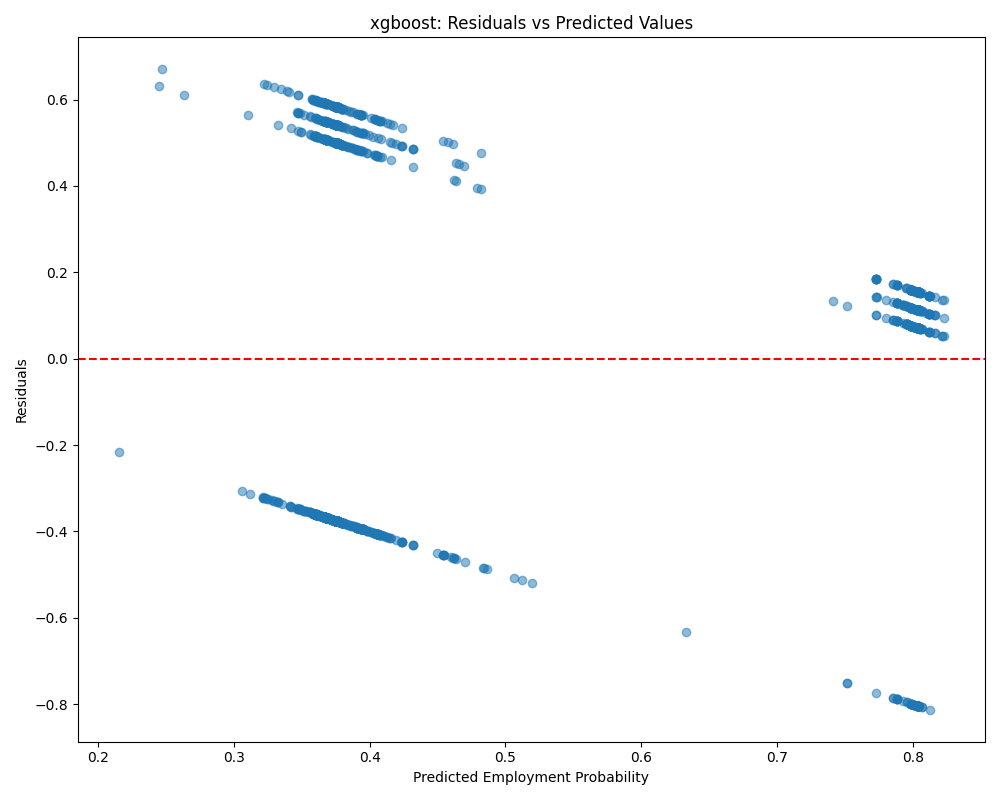 xgboost: Residuals vs Predicted Values
Residuals
0.6
0.4
0.2
0.0
−0.2
−0.4
−0.6
−0.8
0.2 0.3 0.4 0.5 0.6 0.7 0.8
Predicted Employment Probability